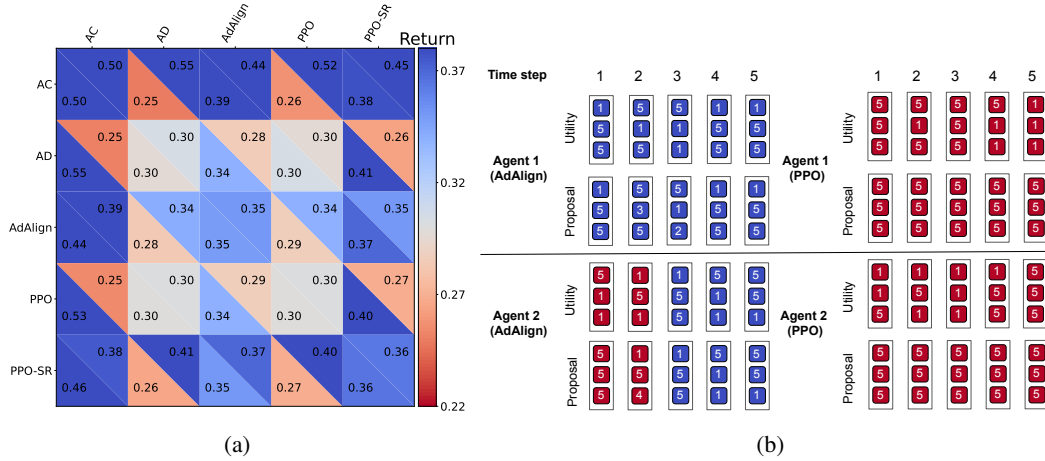 AC AD AdAlign PPO PPO-SR Return
AC 0.50 0.55 0.44 0.52 0.45 0.37
0.50 0.25 0.39 0.26 0.38
AD 0.25 0.30 0.28 0.30 0.26
0.55 0.30 0.34 0.30 0.41 0.32
AdAlign 0.39 0.34 0.35 0.34 0.35
0.44 0.28 0.35 0.29 0.37
PPO 0.25 0.30 0.29 0.30 0.27 0.27
0.53 0.30 0.34 0.30 0.40
PPO-SR 0.38 0.41 0.37 0.40 0.36
0.46 0.26 0.35 0.27 0.36 0.22
(a)
Time step 1 2 3 4 5 1 2 3 4 5
Agent 1
(AdAlign)
Utility
1 5 5 1 1
5 1 1 5 5
5 5 1 5 5
Proposal
1 5 5 1 1
5 3 1 5 5
5 5 2 5 5
Agent 1
(PPO)
Utility
5 5 5 5 1
5 1 5 5 1
5 5 5 1 1
Proposal
5 5 5 5 5
5 5 5 5 5
5 5 5 5 5
Agent 2
(AdAlign)
Utility
5 1 1 5 5
1 5 5 1 1
1 1 5 1 1
Proposal
5 1 1 5 5
5 5 5 5 5
5 4 5 1 1
Agent 2
(PPO)
Utility
1 1 1 1 5
1 5 1 5 5
5 1 1 5 5
Proposal
5 5 5 5 5
5 5 5 5 5
5 5 5 5 5
(b)